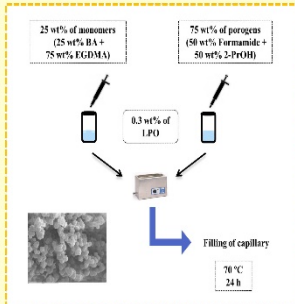 25 wt% of monomers
(25 wt% BA +
75 wt% EGDMA)
75 wt% of porogens
(50 wt% Formamide +
50 wt% 2-PrOH)
0.3 wt% of
LPO
Filling of capillary
70 ºC
24 h